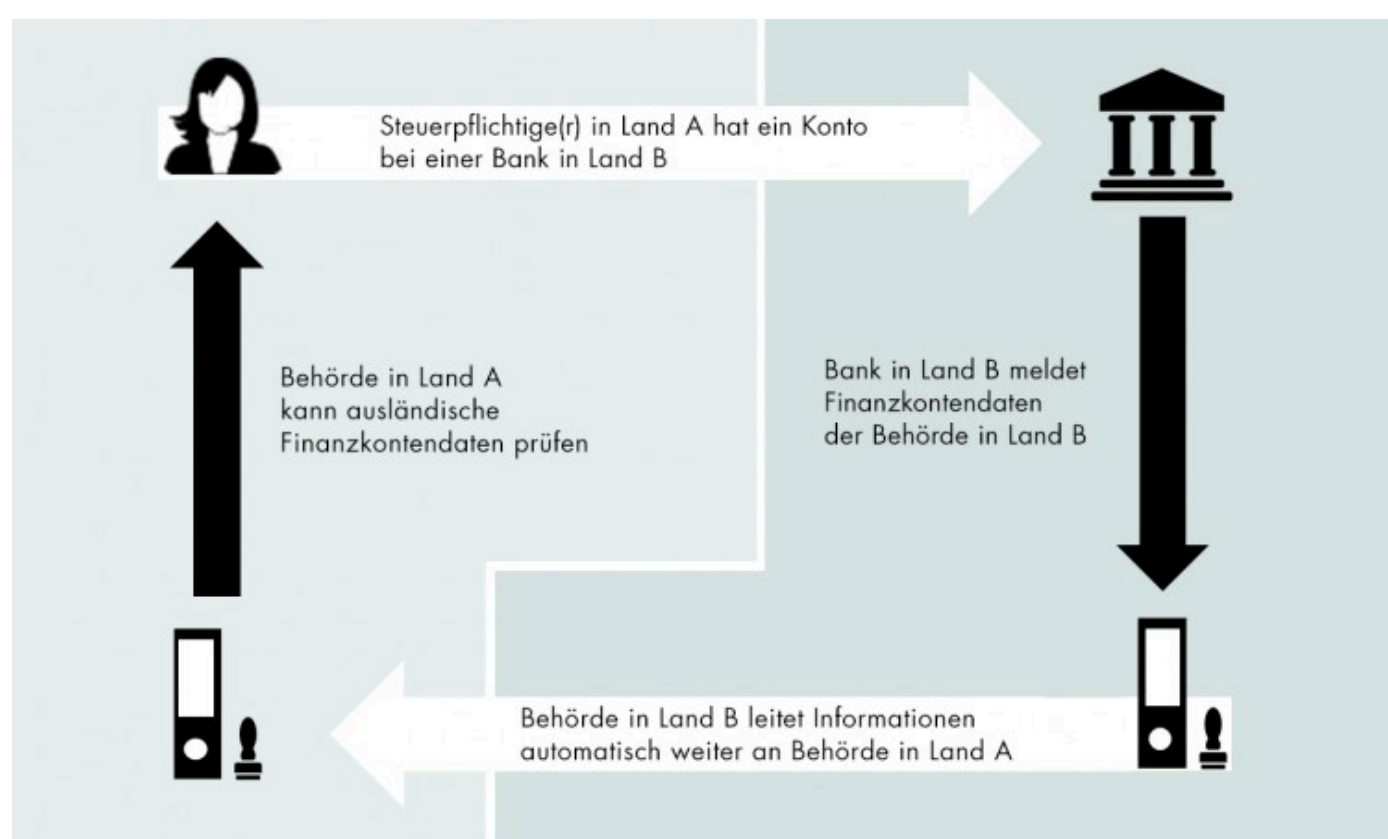 Steuerpflichtige(r) in Land A hat ein Konto
bei einer Bank in Land B
Bank in Land B meldet
Finanzkontendaten
der Behörde in Land B
Behörde in Land B leitet Informationen
automatisch weiter an Behörde in Land A
Behörde in Land A
kann ausländische
Finanzkontendaten prüfen